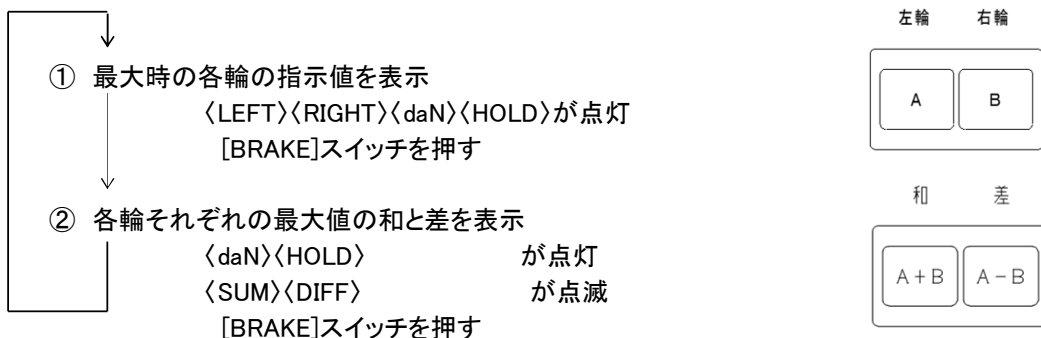 左輪 右輪
① 最大時の各輪の指示値を表示
〈LEFT〉〈RIGHT〉〈daN〉〈HOLD〉が点灯
A B
[BRAKE]スイッチを押す
和 差
② 各輪それぞれの最大値の和と差を表示
〈daN〉〈HOLD〉 が点灯
A+B A-B
〈SUM〉〈DIFF〉 が点滅
[BRAKE]スイッチを押す